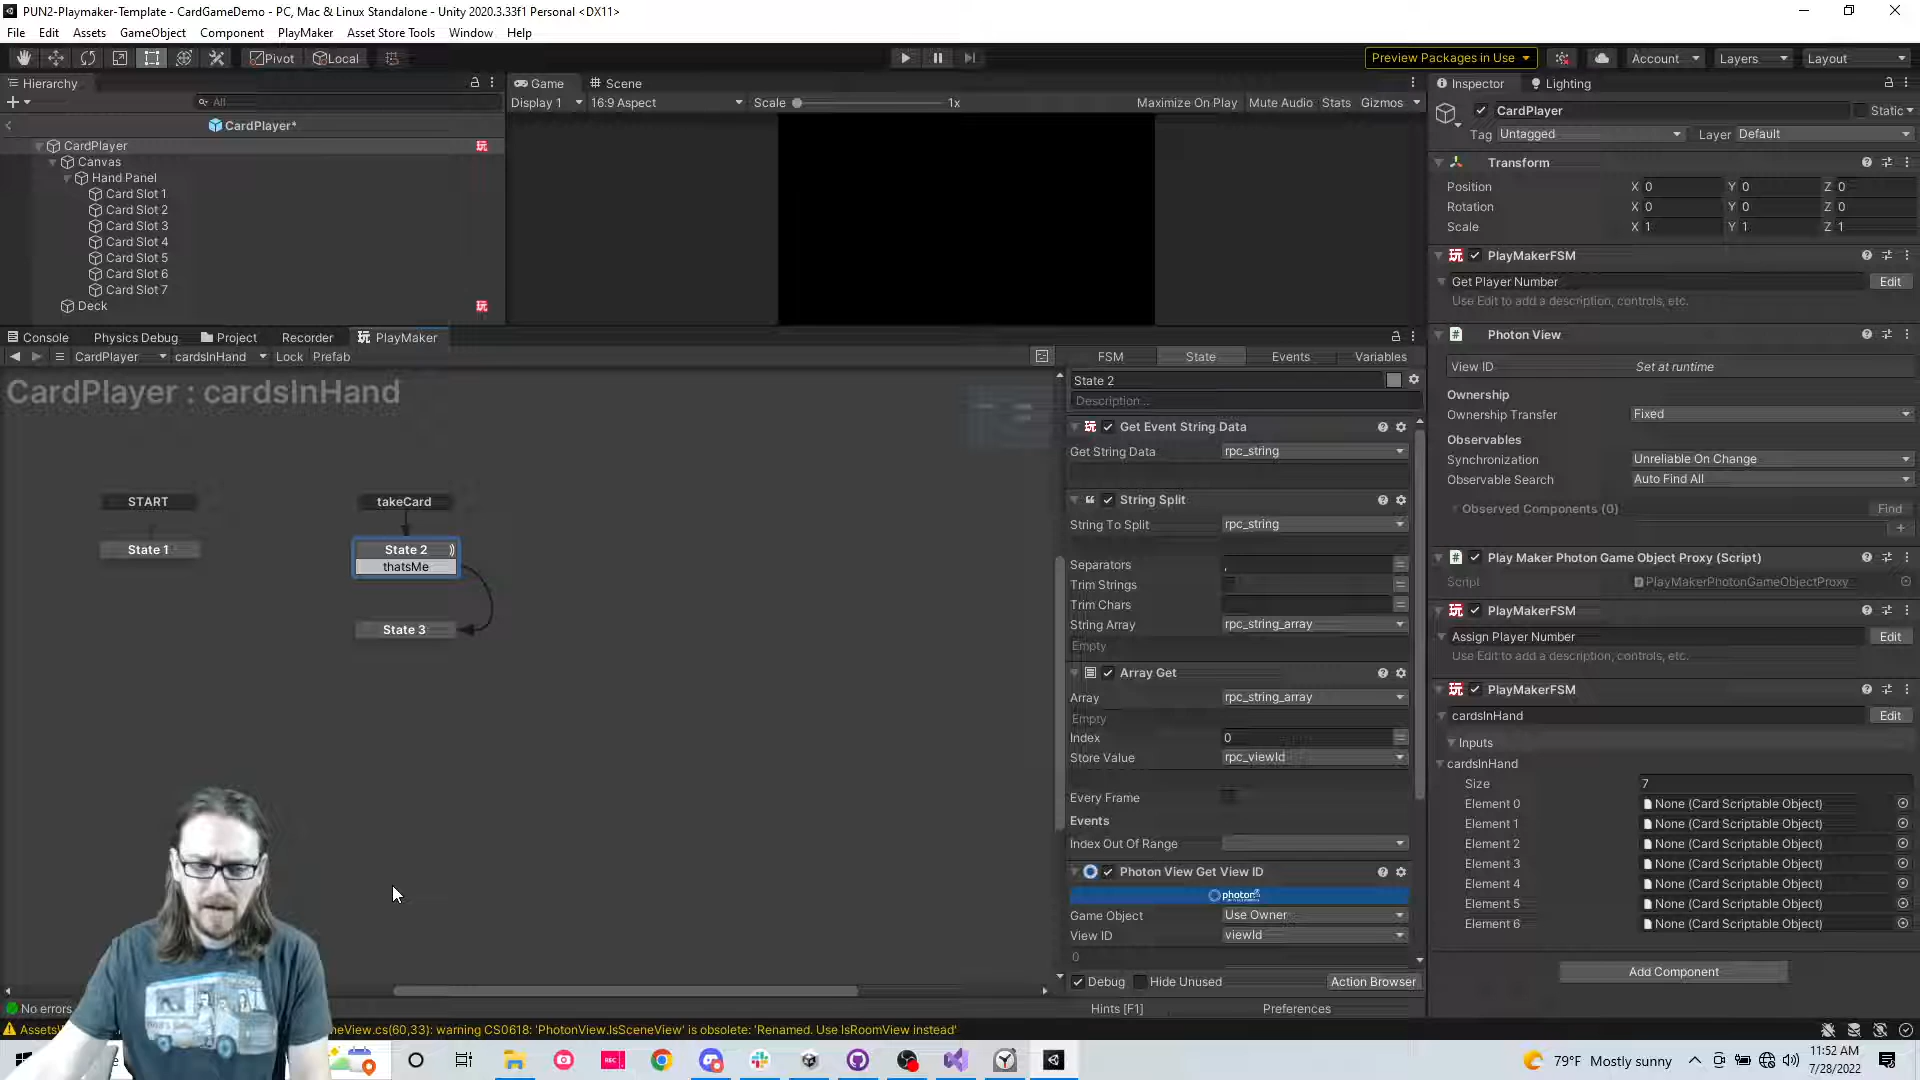 PUN2-Playmaker-Template - CardGameDemo - PC, Mac & Linux Standalone - Unity 2020.3.33f1 Personal <DX11>
File Edit Assets GameObject Component PlayMaker Asset Store Tools Window Help
Pivot Local Preview Packages in Use Account Layers Layout
Hierarchy Game Scene Inspector Lighting
All Display 1 16:9 Aspect Scale 1x Maximize On Play Mute Audio Stats Gizmos
CardPlayer*
CardPlayer
Canvas
Hand Panel
Card Slot 1
Card Slot 2
Card Slot 3
Card Slot 4
Card Slot 5
Card Slot 6
Card Slot 7
Deck
Console Physics Debug Project Recorder PlayMaker
CardPlayer cardsInHand Lock Prefab
CardPlayer : cardsInHand
START
State 1
takeCard
State 2
thatsMe
State 3
FSM State Events Variables
State 2
Description...
Get Event String Data
Get String Data rpc_string
String Split
String To Split rpc_string
Separators ,
Trim Strings
Trim Chars
String Array rpc_string_array
Empty
Array Get
Array rpc_string_array
Empty
Index 0
Store Value rpc_viewId
Every Frame
Events
Index Out Of Range
Photon View Get View ID
photon
Game Object Use Owner
View ID viewId
0
Debug Hide Unused Action Browser
Hints [F1] Preferences
CardPlayer Static
Tag Untagged Layer Default
Transform
Position X 0 Y 0 Z 0
Rotation X 0 Y 0 Z 0
Scale X 1 Y 1 Z 1
PlayMakerFSM
Get Player Number Edit
Use Edit to add a description, controls, etc.
Photon View
View ID Set at runtime
Ownership
Ownership Transfer Fixed
Observables
Synchronization Unreliable On Change
Observable Search Auto Find All
Observed Components (0) Find
Play Maker Photon Game Object Proxy (Script)
Script PlayMakerPhotonGameObjectProxy
PlayMakerFSM
Assign Player Number Edit
Use Edit to add a description, controls, etc.
PlayMakerFSM
cardsInHand Edit
Inputs
cardsInHand
Size 7
Element 0 None (Card Scriptable Object)
Element 1 None (Card Scriptable Object)
Element 2 None (Card Scriptable Object)
Element 3 None (Card Scriptable Object)
Element 4 None (Card Scriptable Object)
Element 5 None (Card Scriptable Object)
Element 6 None (Card Scriptable Object)
Add Component
No errors
Assets eView.cs(60,33): warning CS0618: 'PhotonView.IsSceneView' is obsolete: 'Renamed. Use IsRoomView instead'
REC
79°F Mostly sunny
11:52 AM
7/28/2022